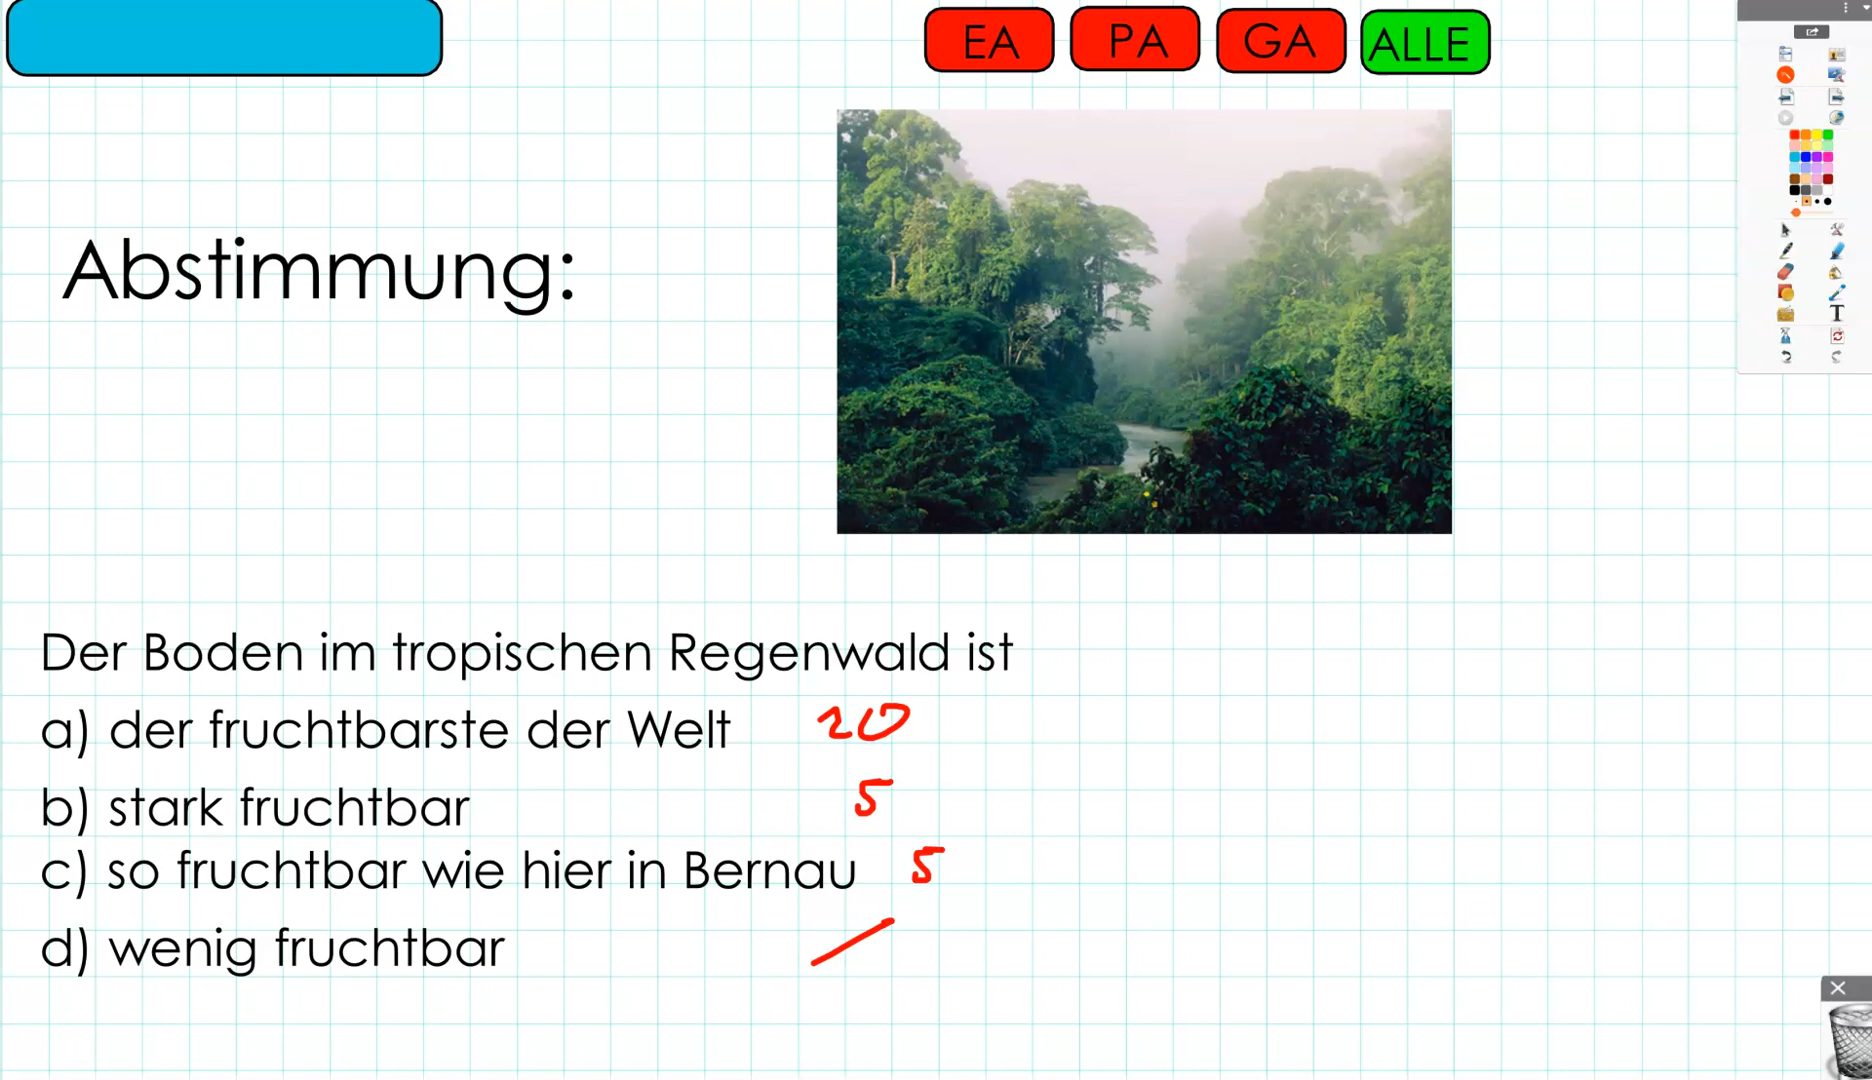 EA PA GA ALLE
Abstimmung:
Der Boden im tropischen Regenwald ist
a) der fruchtbarste der Welt 20
b) stark fruchtbar 5
c) so fruchtbar wie hier in Bernau 5
d) wenig fruchtbar /
T